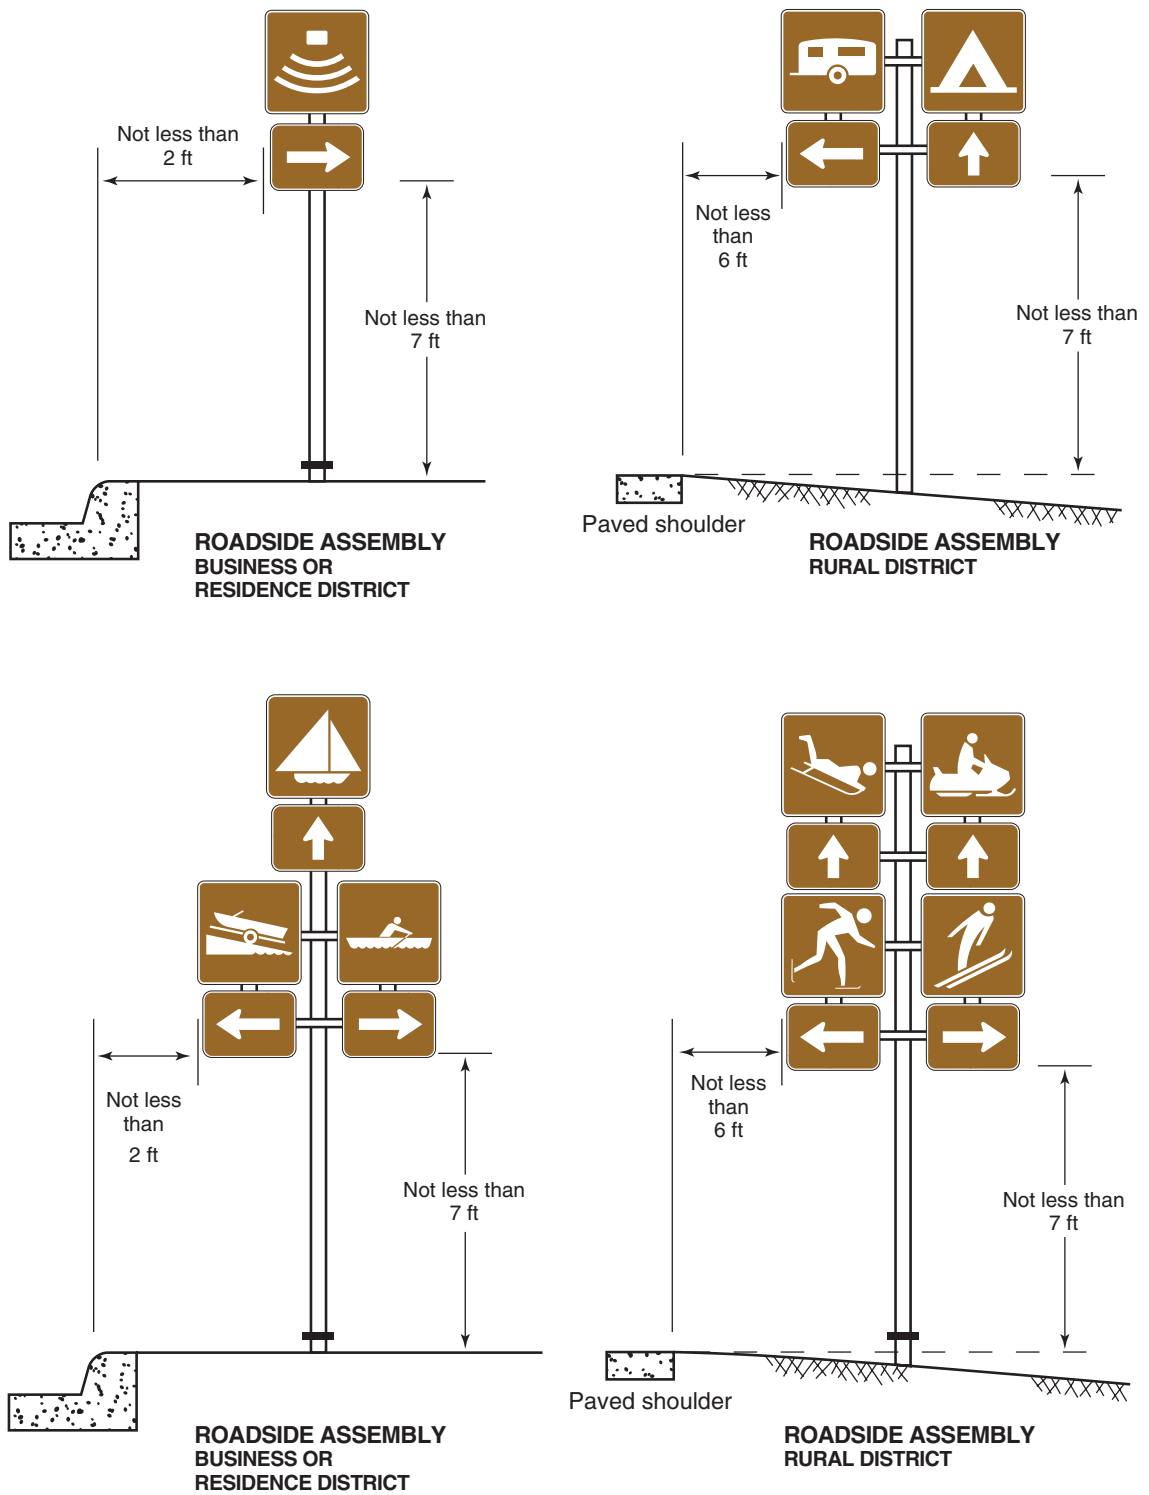 Not less than
2 ft
Not less than
7 ft
ROADSIDE ASSEMBLY
BUSINESS OR
RESIDENCE DISTRICT
Not less
than
6 ft
Not less than
7 ft
Paved shoulder
ROADSIDE ASSEMBLY
RURAL DISTRICT
Not less
than
2 ft
Not less than
7 ft
ROADSIDE ASSEMBLY
BUSINESS OR
RESIDENCE DISTRICT
Not less
than
6 ft
Not less than
7 ft
Paved shoulder
ROADSIDE ASSEMBLY
RURAL DISTRICT